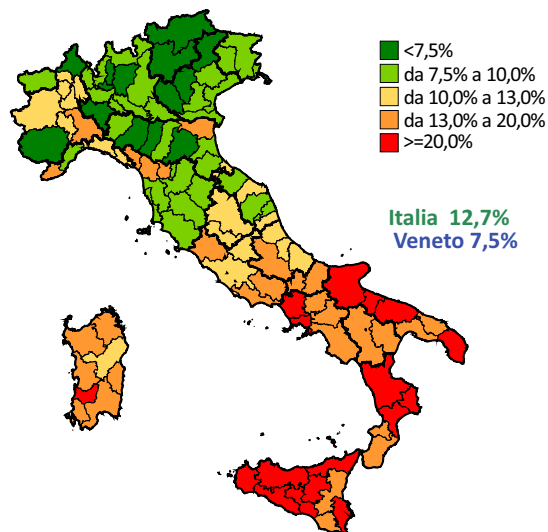 <7,5%
da 7,5% a 10,0%
da 10,0% a 13,0%
da 13,0% a 20,0%
>=20,0%
Italia 12,7%
Veneto 7,5%